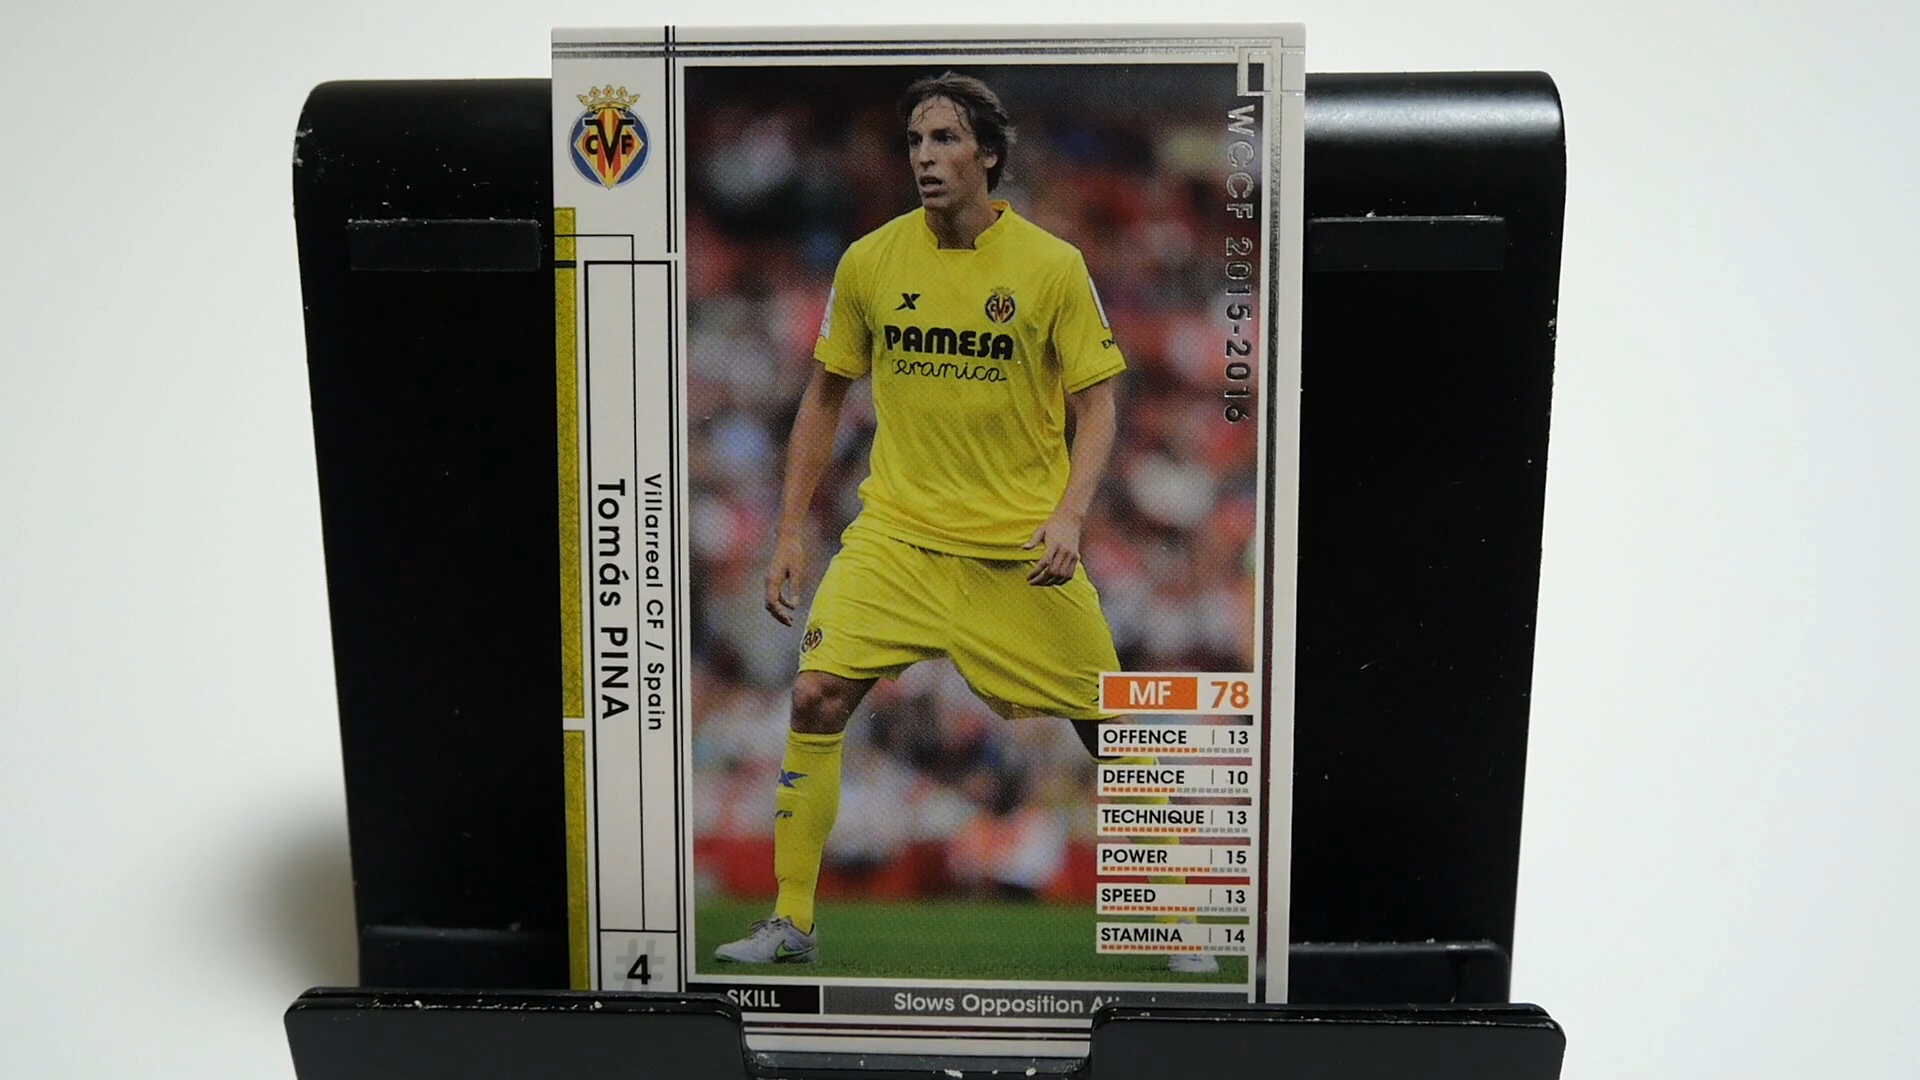 CVF
WCCF 2015-2016
Villarreal CF / Spain
Tomás PINA
4
PAMESA
ceramica
MF 78
OFFENCE 13
DEFENCE 10
TECHNIQUE 13
POWER 15
SPEED 13
STAMINA 14
SKILL
Slows Opposition